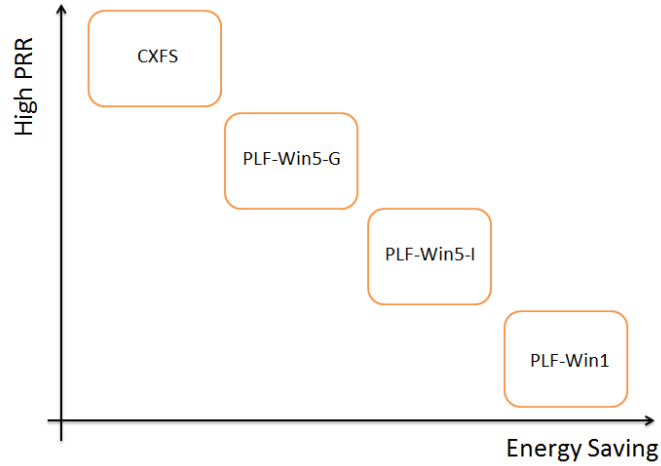 High PRR
CXFS
PLF-Win5-G
PLF-Win5-I
PLF-Win1
Energy Saving